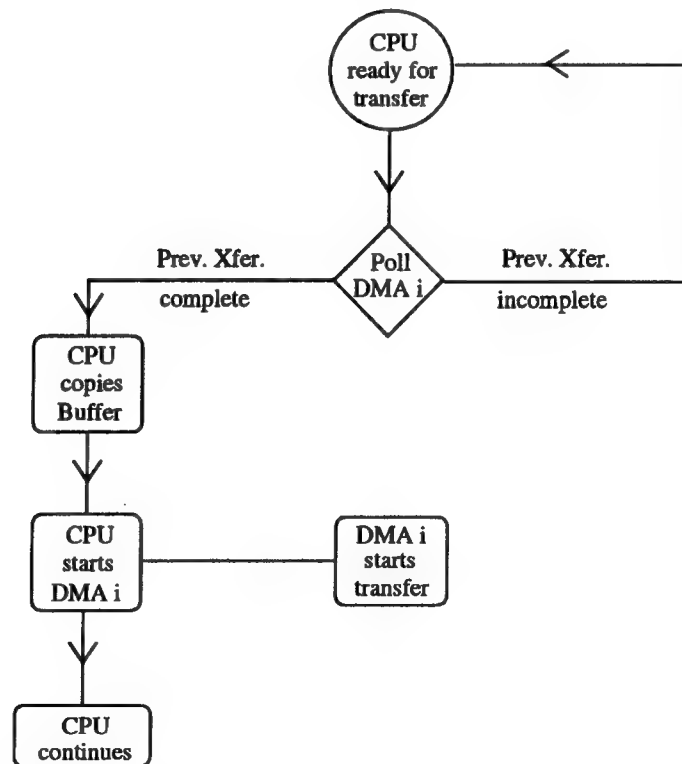 CPU
ready for
transfer
Prev. Xfer.
complete
Poll
DMA i
Prev. Xfer.
incomplete
CPU
copies
Buffer
CPU
starts
DMA i
DMA i
starts
transfer
CPU
continues